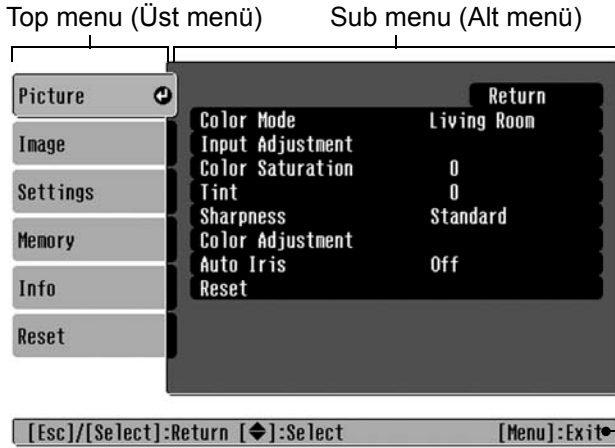 Top menu (Üst menü) Sub menu (Alt menü)
Picture
Image
Settings
Memory
Info
Reset
Return
Color Mode Living Room
Input Adjustment
Color Saturation 0
Tint 0
Sharpness Standard
Color Adjustment
Auto Iris Off
Reset
[Esc]/[Select]:Return [◆]:Select [Menu]:Exit